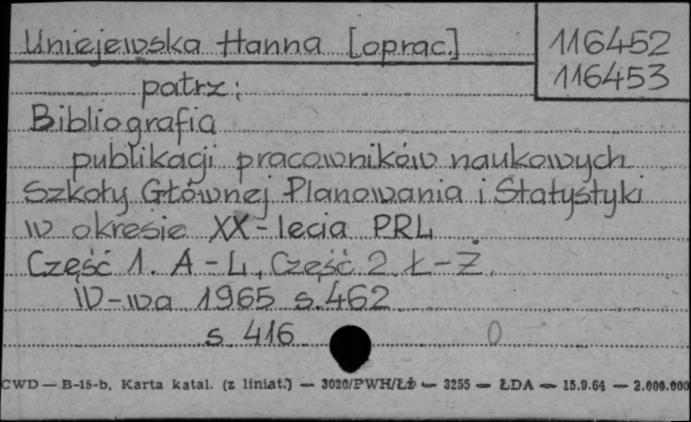 Uniejewska Hanna [oprac.]
116452
116453
patrz:
Bibliografia
publikacji pracowników naukowych
Szkoły Głównej Planowania i Statystyki
w okresie XX-lecia PRL
Część 1. A-L, Część 2 Ł-Ż.
W-wa 1965 s. 462
s. 416
0
CWD — B-15-b. Karta katal. (z liniat.) — 3020/PWH/Łż — 3255 — ŁDA — 15.9.64 — 2.000.000